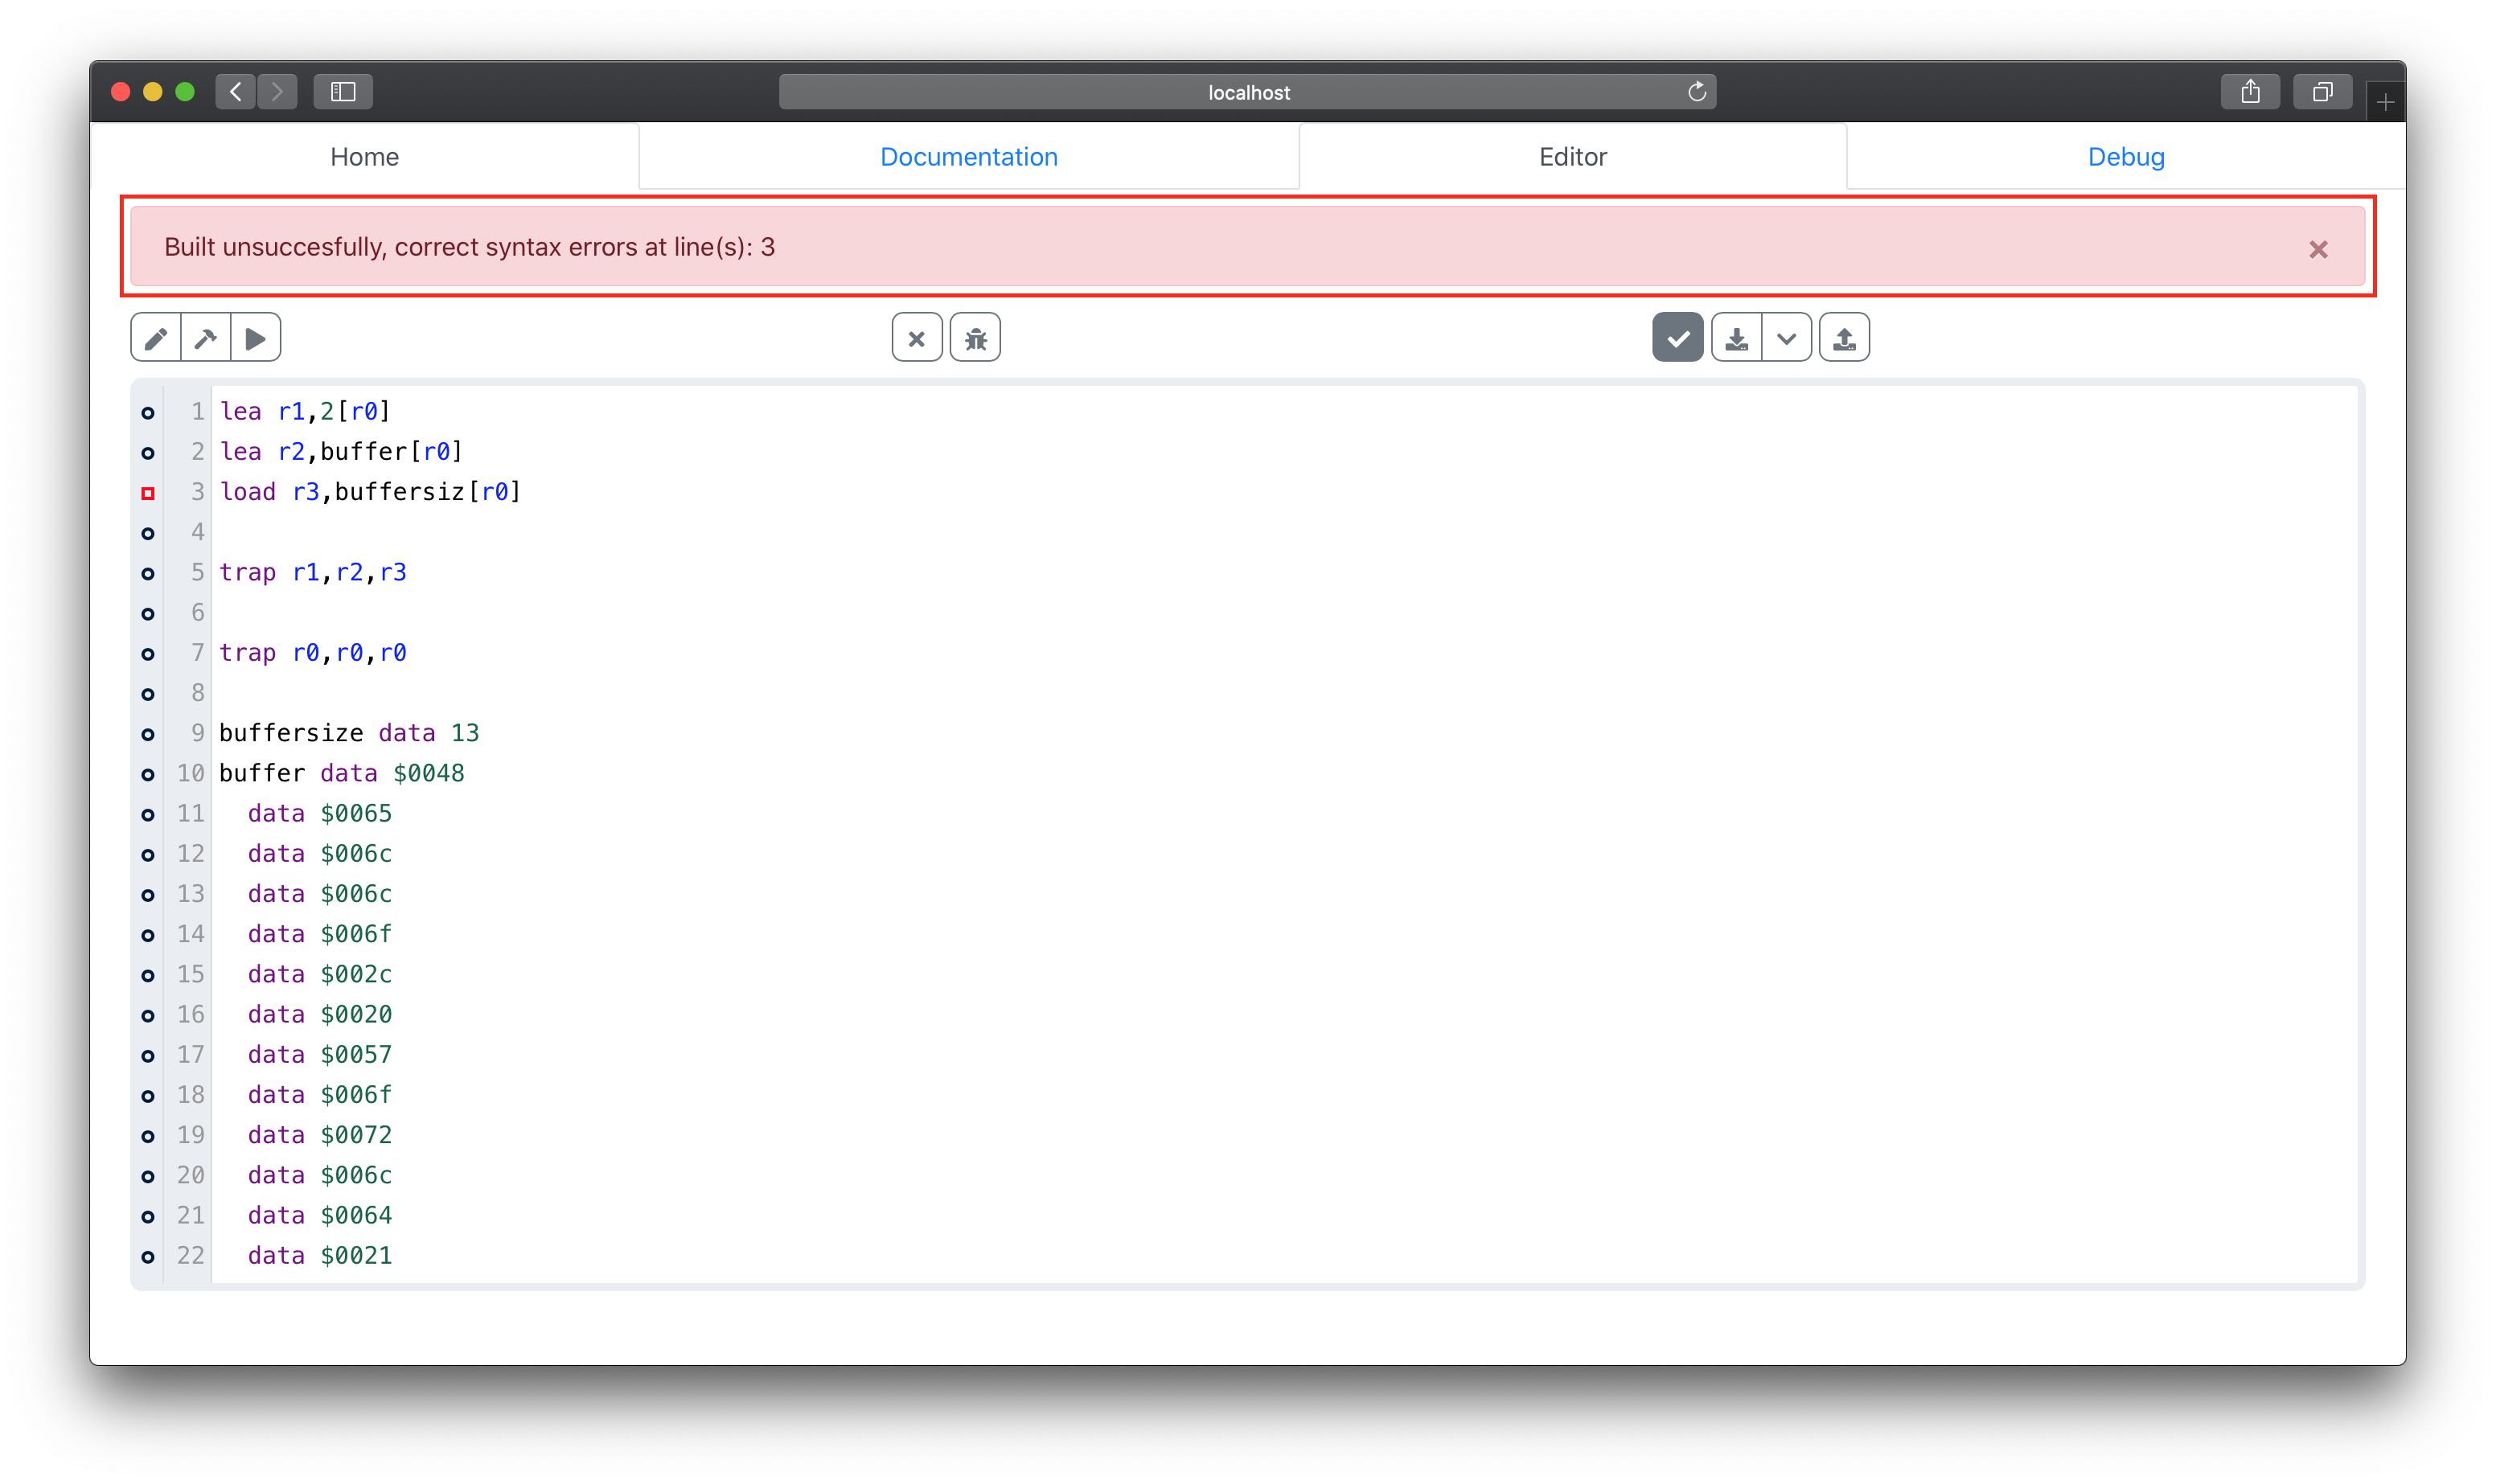 localhost
Home Documentation Editor Debug
Built unsuccesfully, correct syntax errors at line(s): 3
1 lea r1,2[r0]
2 lea r2,buffer[r0]
3 load r3,buffersiz[r0]
4
5 trap r1,r2,r3
6
7 trap r0,r0,r0
8
9 buffersize data 13
10 buffer data $0048
11 data $0065
12 data $006c
13 data $006c
14 data $006f
15 data $002c
16 data $0020
17 data $0057
18 data $006f
19 data $0072
20 data $006c
21 data $0064
22 data $0021